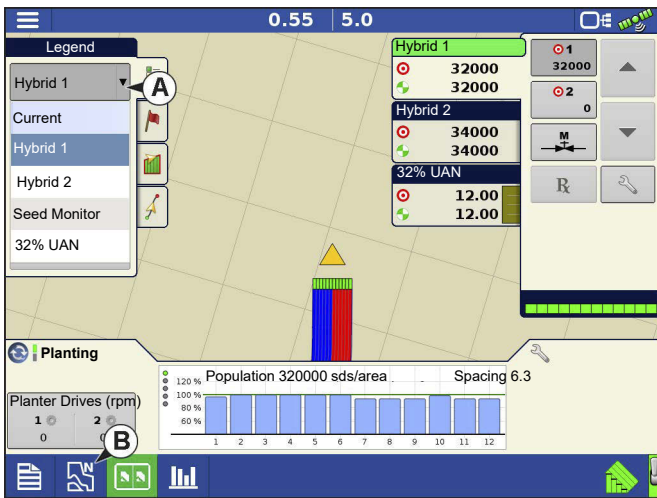 0.55 5.0
Legend
Hybrid 1
A
Current
Hybrid 1
Hybrid 2
Seed Monitor
32% UAN
Hybrid 1
32000
32000
Hybrid 2
34000
34000
32% UAN
12.00
12.00
1
32000
2
0
M
Rx
Planting
Planter Drives (rpm)
1 2
0 0
B
N
Population 320000 sds/area Spacing 6.3
120 %
100 %
80 %
60 %
1 2 3 4 5 6 7 8 9 10 11 12